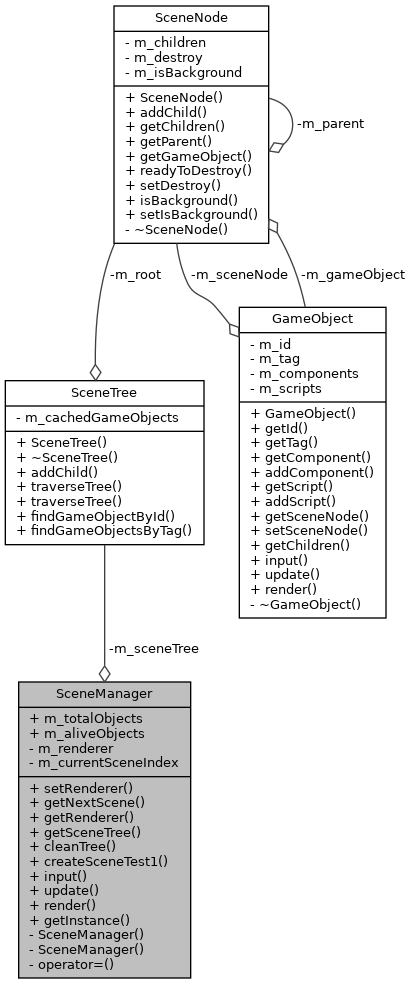 SceneNode
- m_children
- m_destroy
- m_isBackground
+ SceneNode()
+ addChild()
+ getChildren()
+ getParent()
+ getGameObject()
+ readyToDestroy()
+ setDestroy()
+ isBackground()
+ setIsBackground()
- ~SceneNode()
-m_parent
-m_root
-m_sceneNode
-m_gameObject
GameObject
- m_id
- m_tag
- m_components
- m_scripts
+ GameObject()
+ getId()
+ getTag()
+ getComponent()
+ addComponent()
+ getScript()
+ addScript()
+ getSceneNode()
+ setSceneNode()
+ getChildren()
+ input()
+ update()
+ render()
- ~GameObject()
SceneTree
- m_cachedGameObjects
+ SceneTree()
+ ~SceneTree()
+ addChild()
+ traverseTree()
+ traverseTree()
+ findGameObjectById()
+ findGameObjectsByTag()
-m_sceneTree
SceneManager
+ m_totalObjects
+ m_aliveObjects
- m_renderer
- m_currentSceneIndex
+ setRenderer()
+ getNextScene()
+ getRenderer()
+ getSceneTree()
+ cleanTree()
+ createSceneTest1()
+ input()
+ update()
+ render()
+ getInstance()
- SceneManager()
- SceneManager()
- operator=()